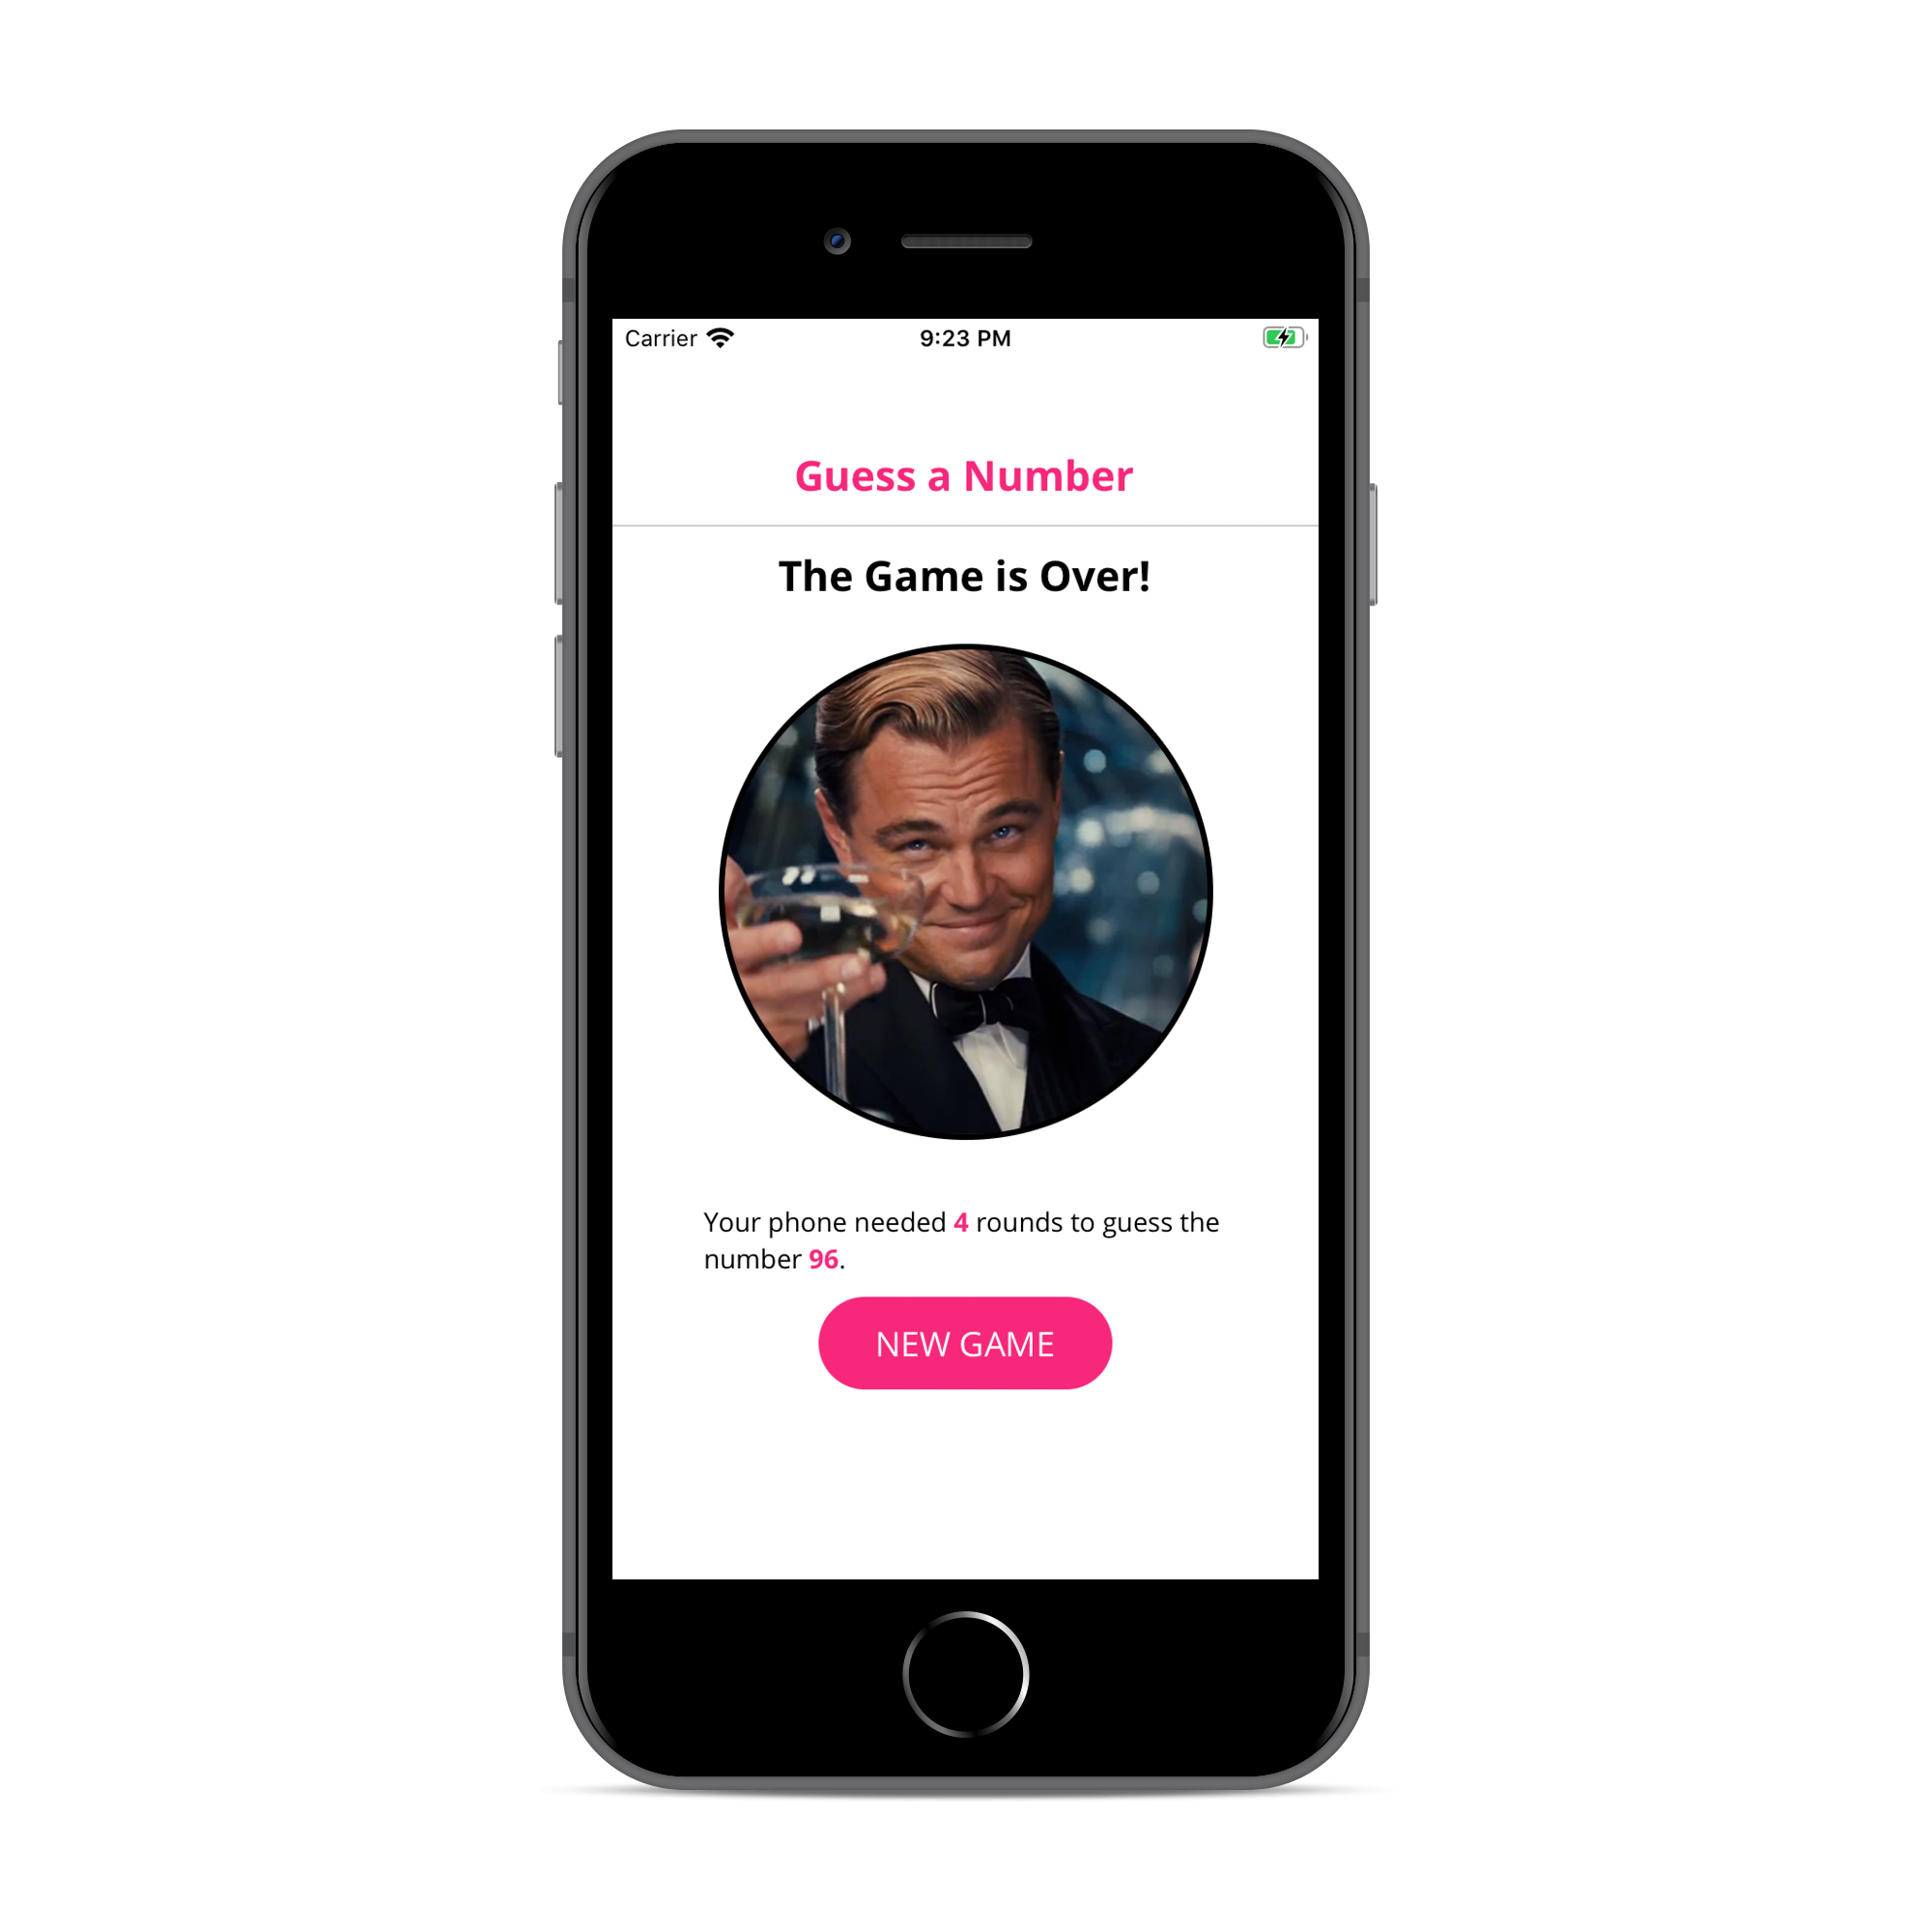 Carrier
9:23 PM
Guess a Number
The Game is Over!
Your phone needed 4 rounds to guess the
number 96.
NEW GAME